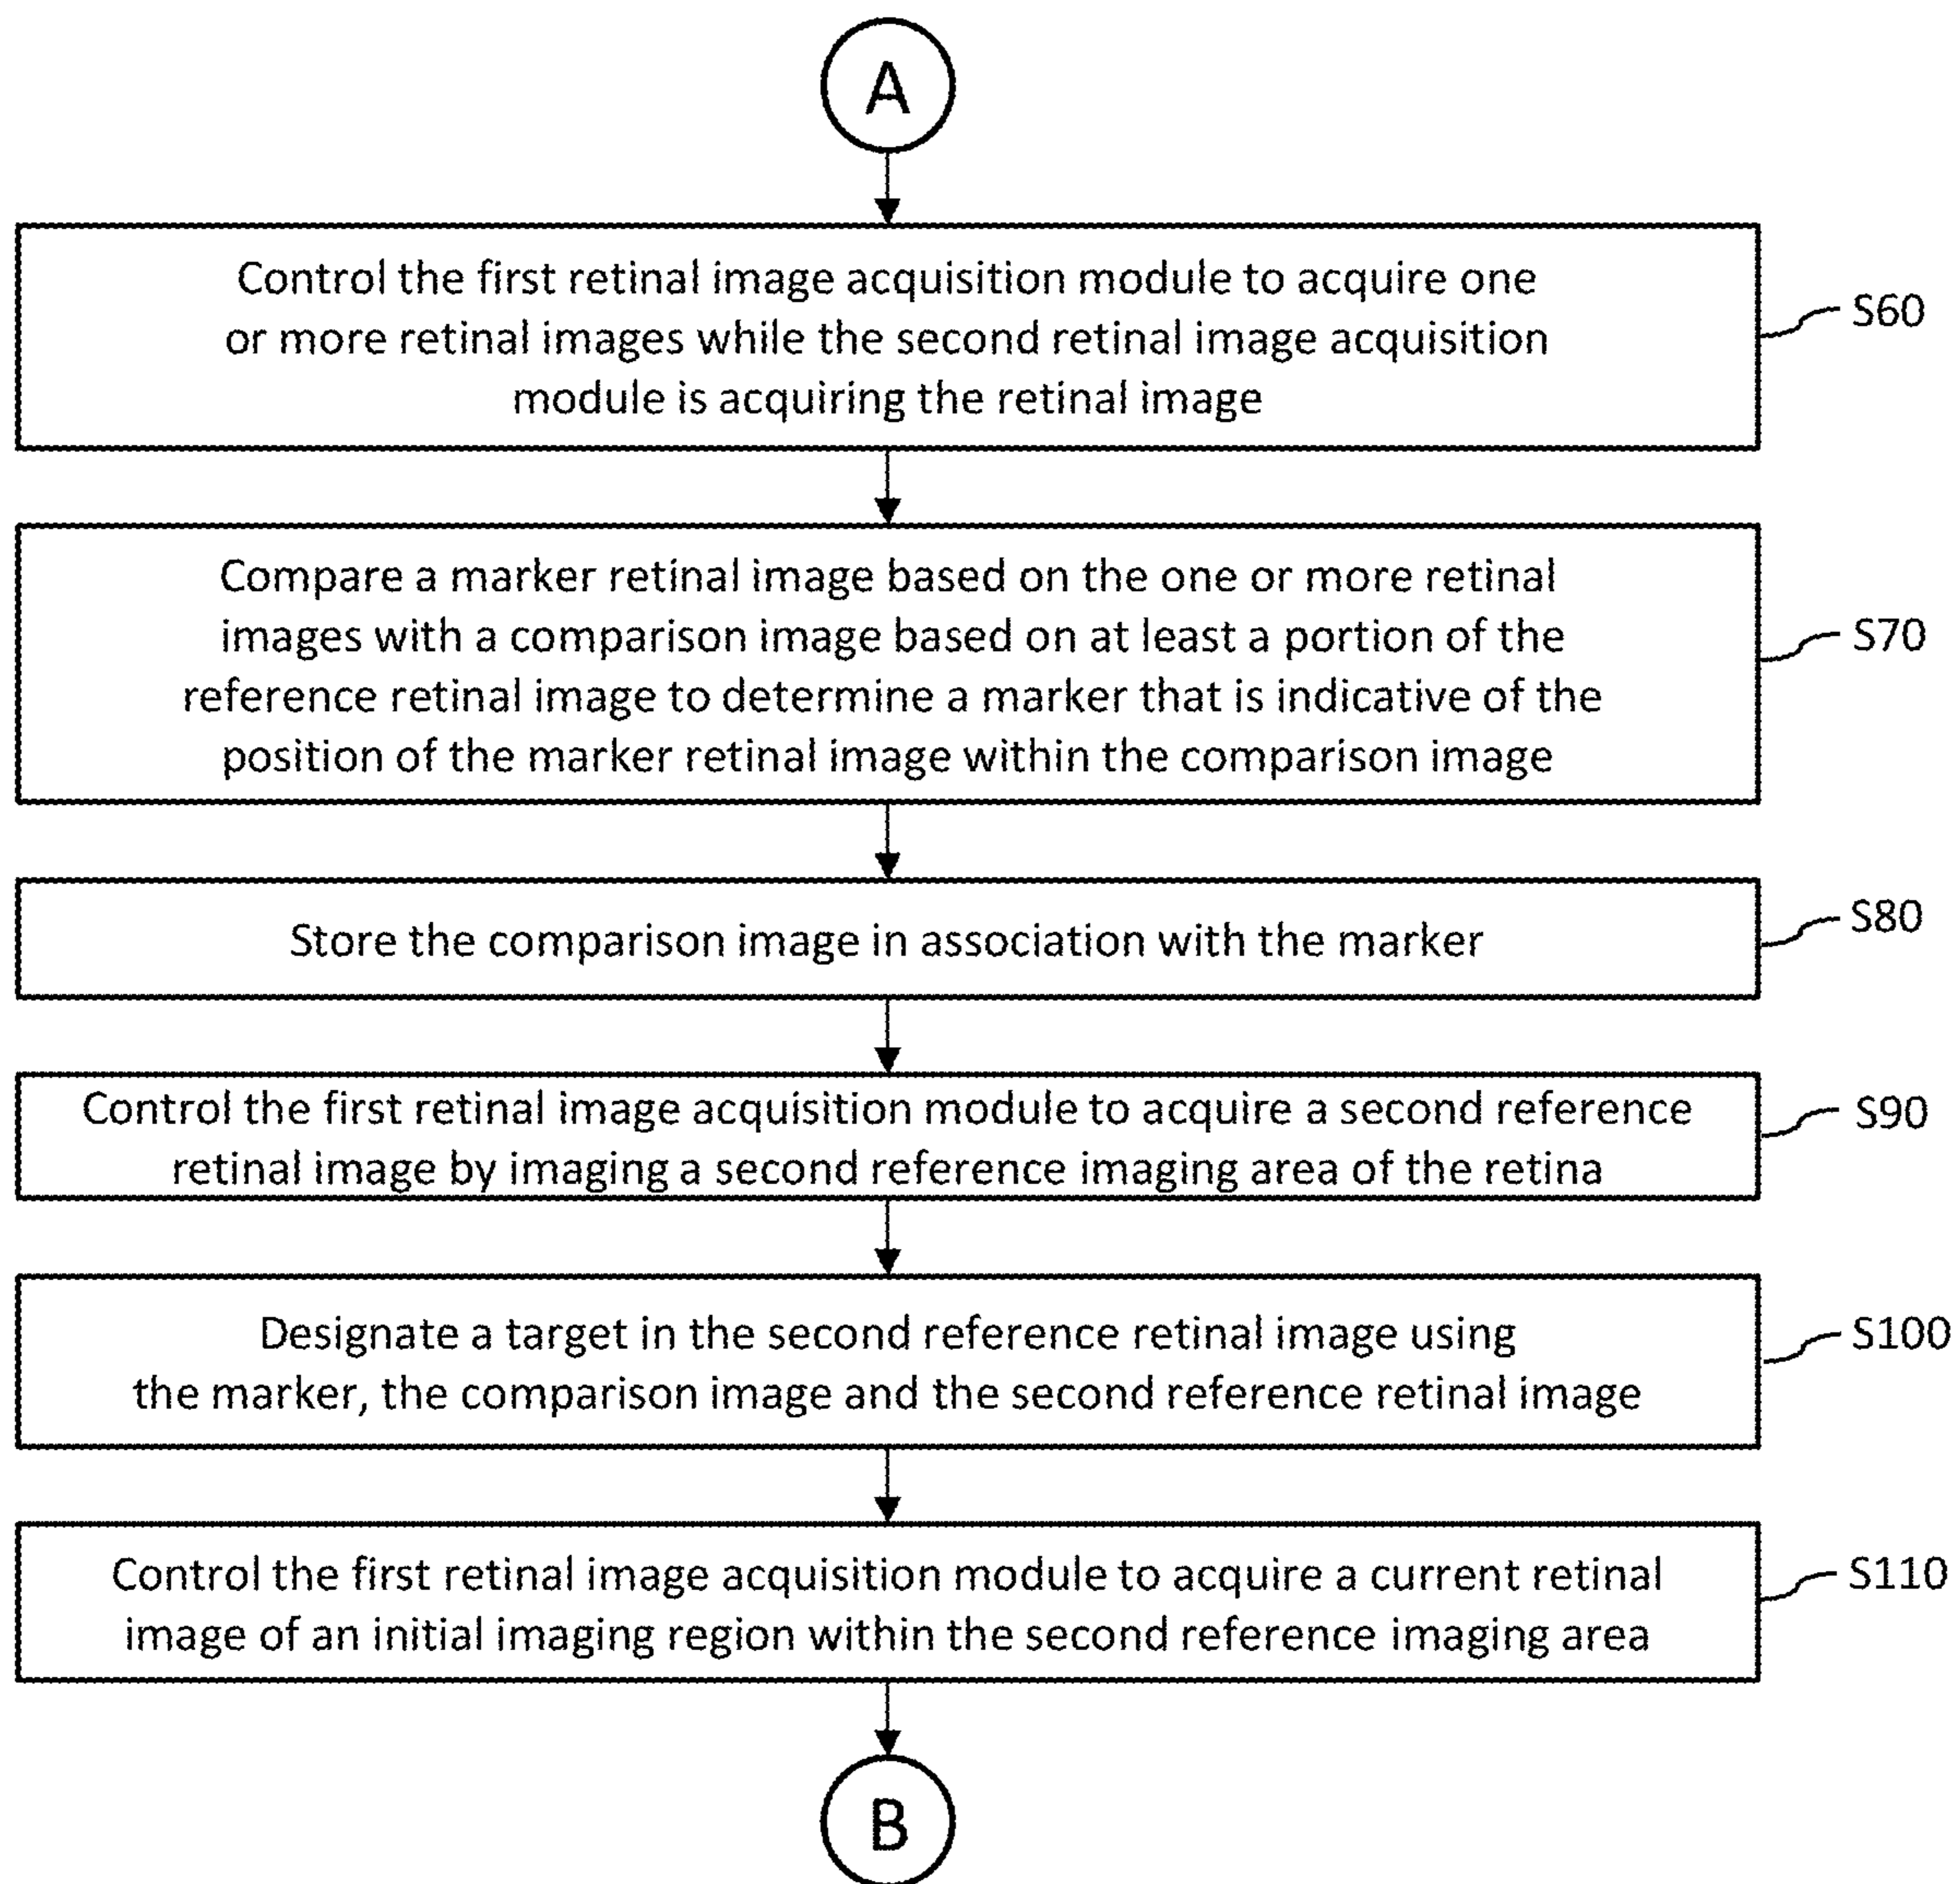 A
Control the first retinal image acquisition module to acquire one
or more retinal images while the second retinal image acquisition
module is acquiring the retinal image
S60
Compare a marker retinal image based on the one or more retinal
images with a comparison image based on at least a portion of the
reference retinal image to determine a marker that is indicative of the
position of the marker retinal image within the comparison image
S70
Store the comparison image in association with the marker
S80
Control the first retinal image acquisition module to acquire a second reference
retinal image by imaging a second reference imaging area of the retina
S90
Designate a target in the second reference retinal image using
the marker, the comparison image and the second reference retinal image
S100
Control the first retinal image acquisition module to acquire a current retinal
image of an initial imaging region within the second reference imaging area
S110
B